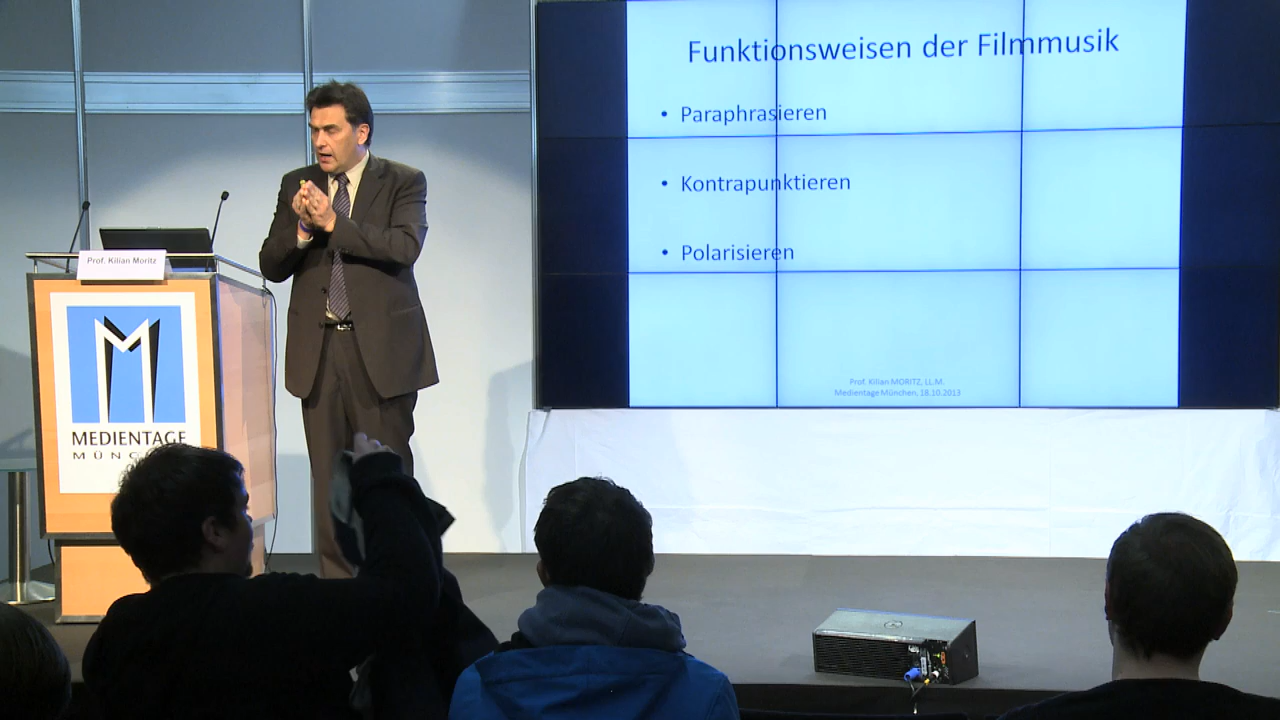 Funktionsweisen der Filmmusik
• Paraphrasieren
• Kontrapunktieren
• Polarisieren
Prof. Kilian MORITZ, LL.M.
Medientage München, 18.10.2013
Prof. Kilian Moritz
M
MEDIENTAGE